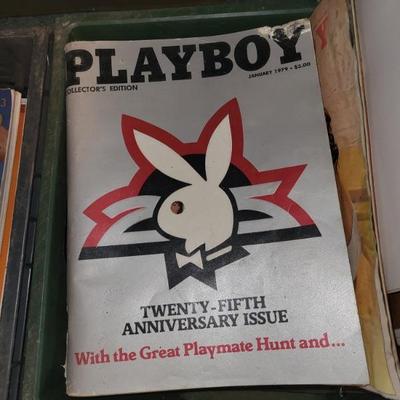 PLAYBOY
COLLECTOR'S EDITION
JANUARY 1979 • $3.00
TWENTY-FIFTH
ANNIVERSARY ISSUE
With the Great Playmate Hunt and...